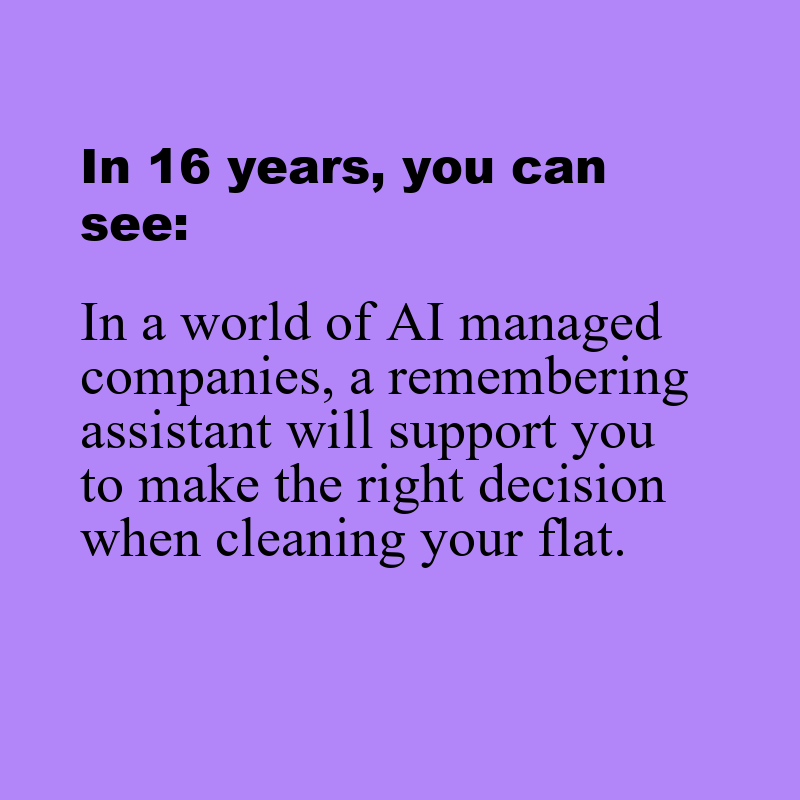 In 16 years, you can
see:
In a world of AI managed
companies, a remembering
assistant will support you
to make the right decision
when cleaning your flat.